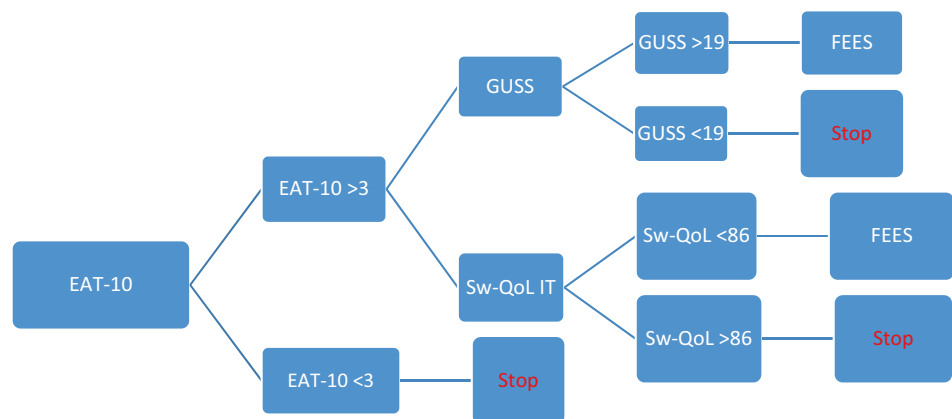 GUSS >19
FEES
GUSS
GUSS <19
Stop
EAT-10 >3
Sw-QoL <86
FEES
EAT-10
Sw-QoL IT
Sw-QoL >86
Stop
EAT-10 <3
Stop